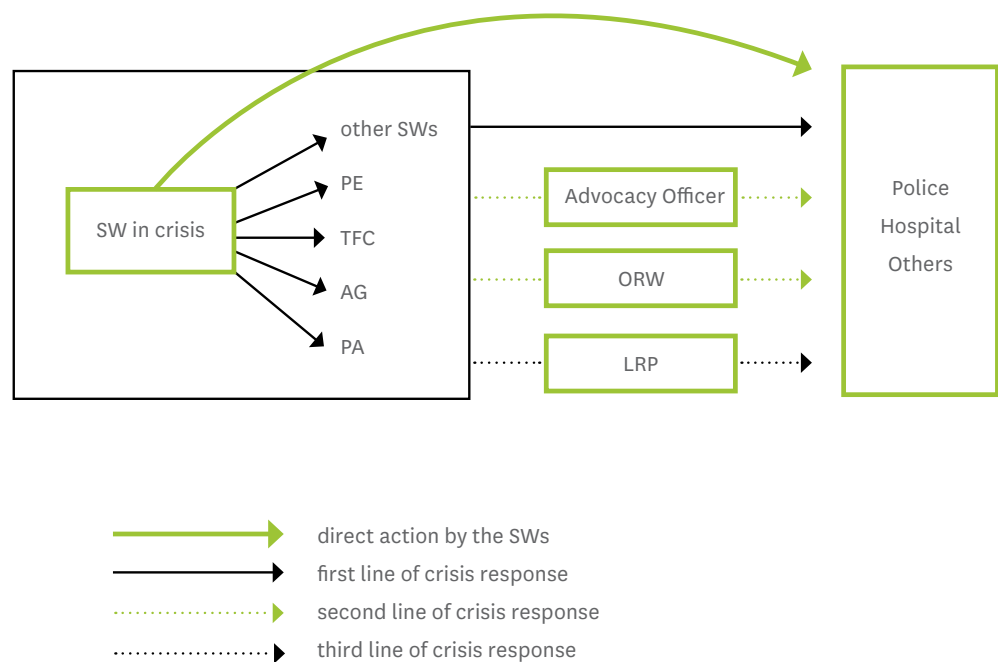 other SWs
PE
SW in crisis
TFC
AG
PA
Advocacy Officer
ORW
LRP
Police
Hospital
Others
direct action by the SWs
first line of crisis response
second line of crisis response
third line of crisis response